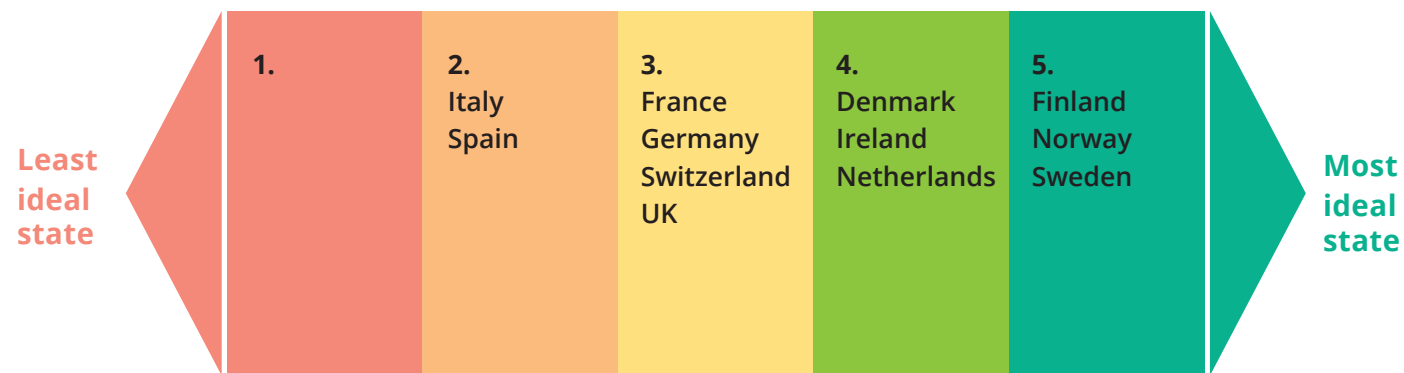 Least
ideal
state
1.
2.
Italy
Spain
3.
France
Germany
Switzerland
UK
4.
Denmark
Ireland
Netherlands
5.
Finland
Norway
Sweden
Most
ideal
state